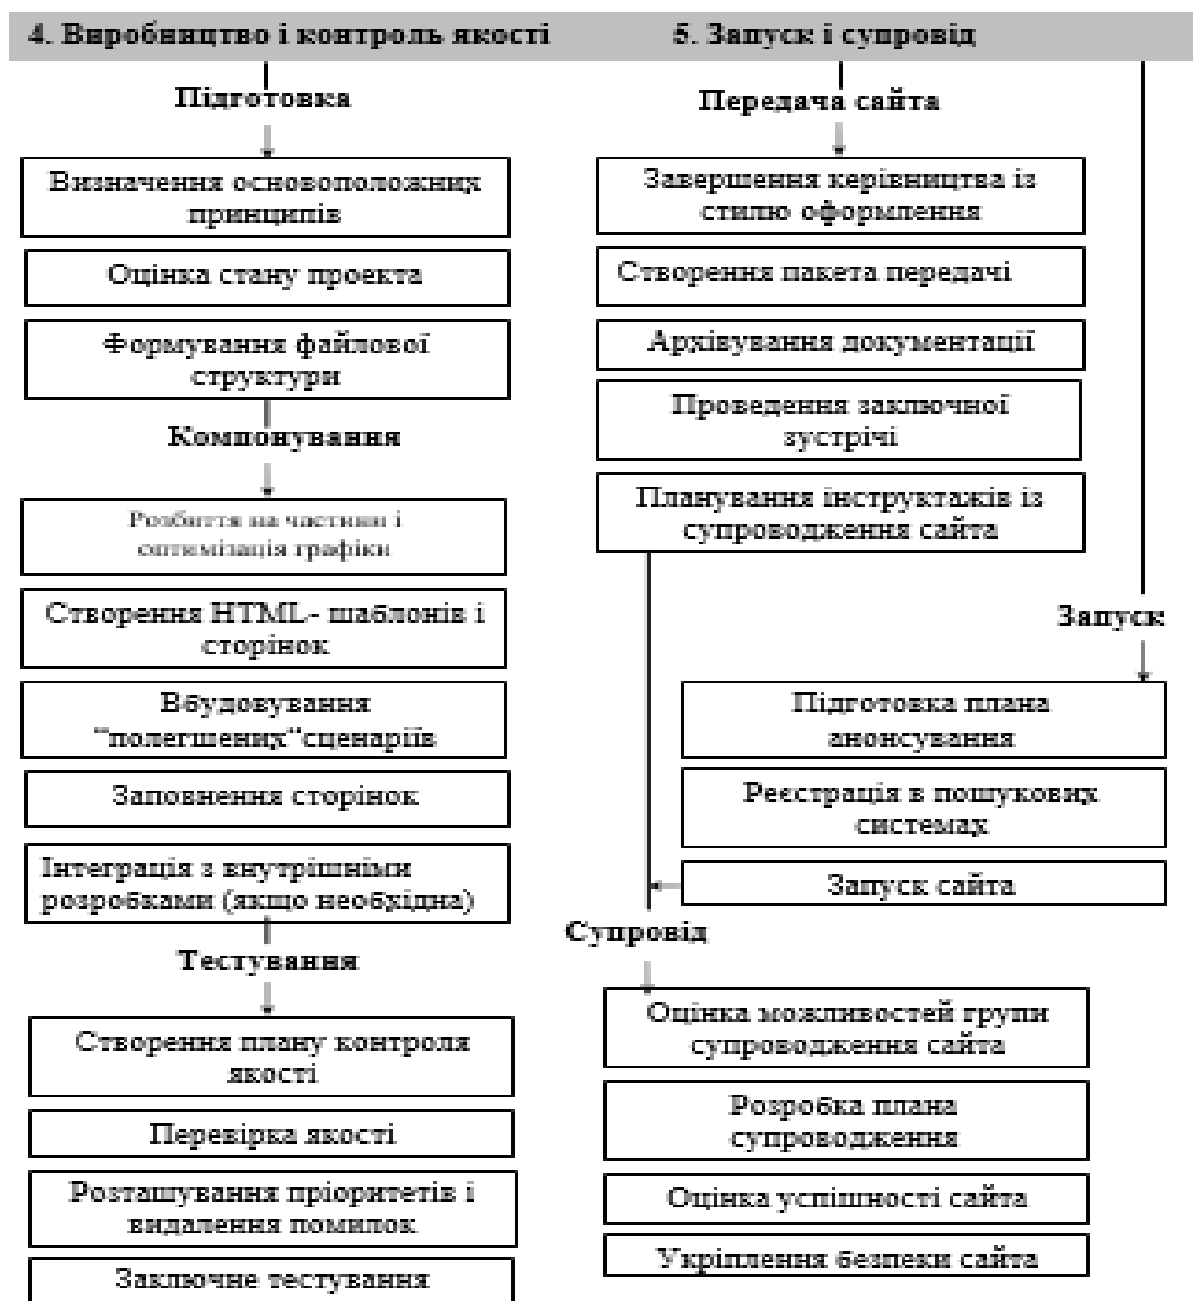 4. Виробництво і контроль якості
Підготовка
Визначення основоположних
принципів
Оцінка стану проекта
Формування файлової
структури
Компонування
Розбиття на частини і
оптимізація графіки
Створення HTML- шаблонів і
сторінок
Вбудовування
"полегшених"сценаріїв
Заповнення сторінок
Інтеграція з внутрішніми
розробками (якщо необхідна)
Тестування
Створення плану контроля
якості
Перевірка якості
Розташування пріоритетів і
видалення помилок
Заключне тестування
5. Запуск і супровід
Передача сайта
Завершення керівництва із
стилю оформлення
Створення пакета передачі
Архівування документації
Проведення заключної
зустрічі
Планування інструктажів із
супроводження сайта
Запуск
Підготовка плана
анонсування
Реєстрація в пошукових
системах
Запуск сайта
Супровід
Оцінка можливостей групи
супроводження сайта
Розробка плана
супроводження
Оцінка успішності сайта
Укріплення безпеки сайта